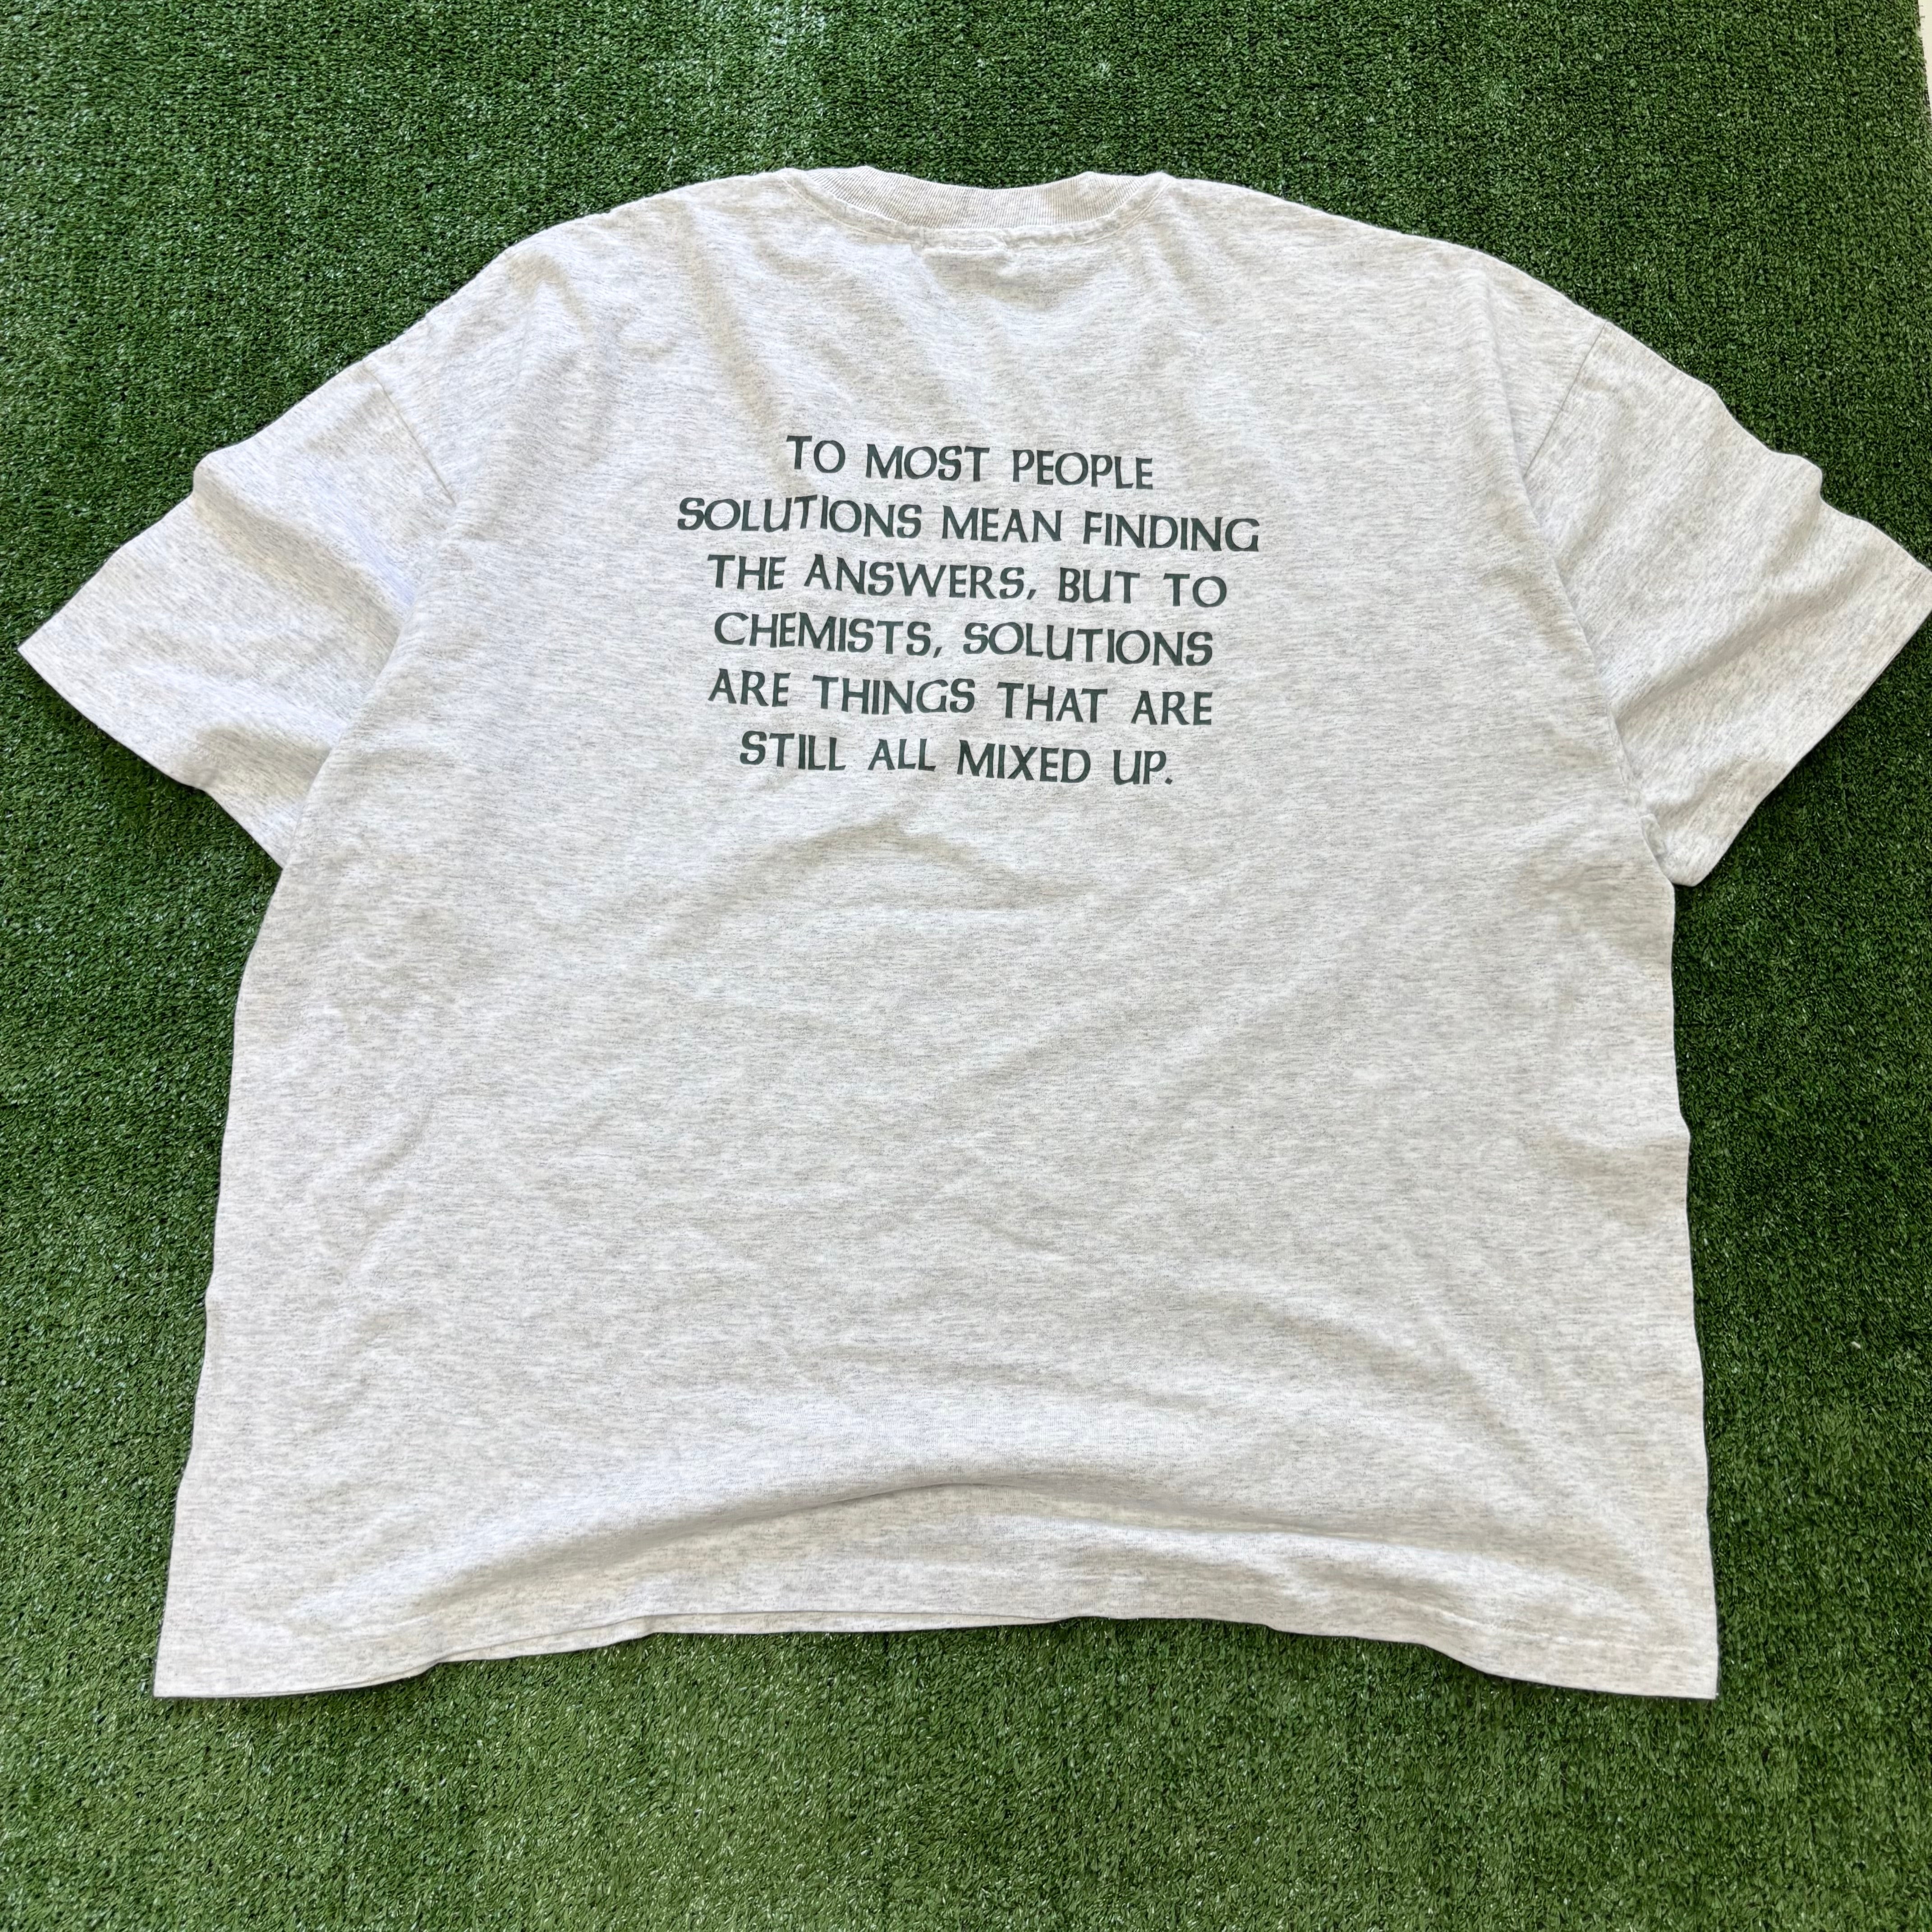 TO MOST PEOPLE
SOLUTIONS MEAN FINDING
THE ANSWERS, BUT TO
CHEMISTS, SOLUTIONS
ARE THINGS THAT ARE
STILL ALL MIXED UP.